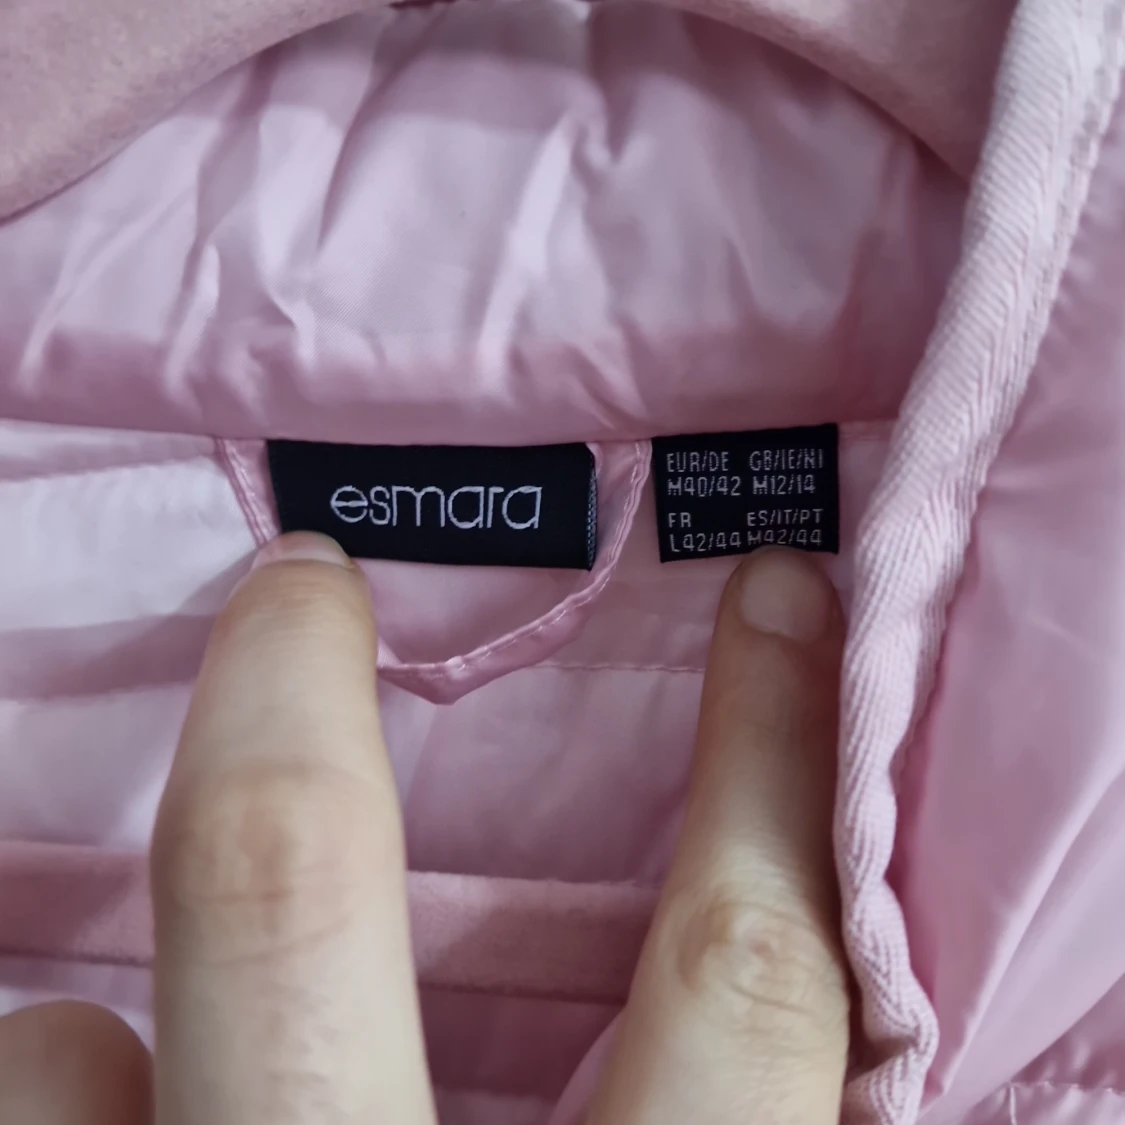 esmara
EUR/DE GB/IE/NI
M40/42 M12/14
FR ES/IT/PT
L42/44 M42/44